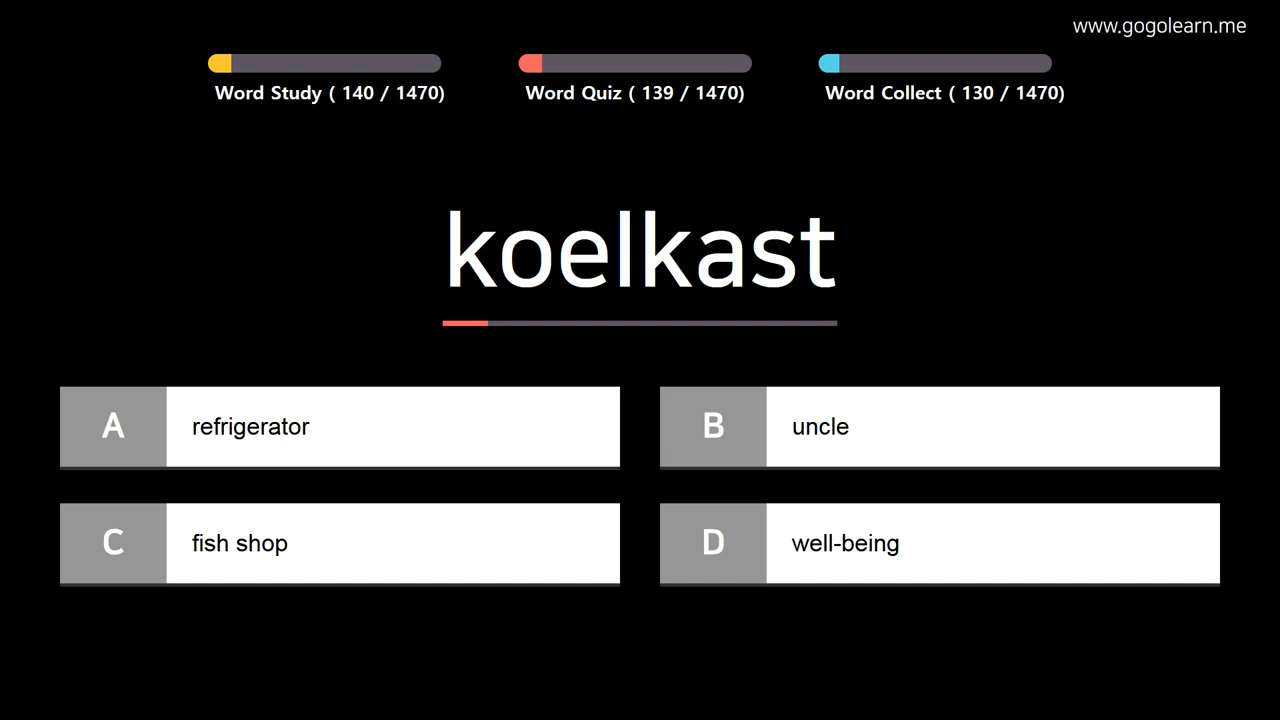 www.gogolearn.me
Word Study ( 140 / 1470)
Word Quiz ( 139 / 1470)
Word Collect ( 130 / 1470)
koelkast
A refrigerator
B uncle
C fish shop
D well-being